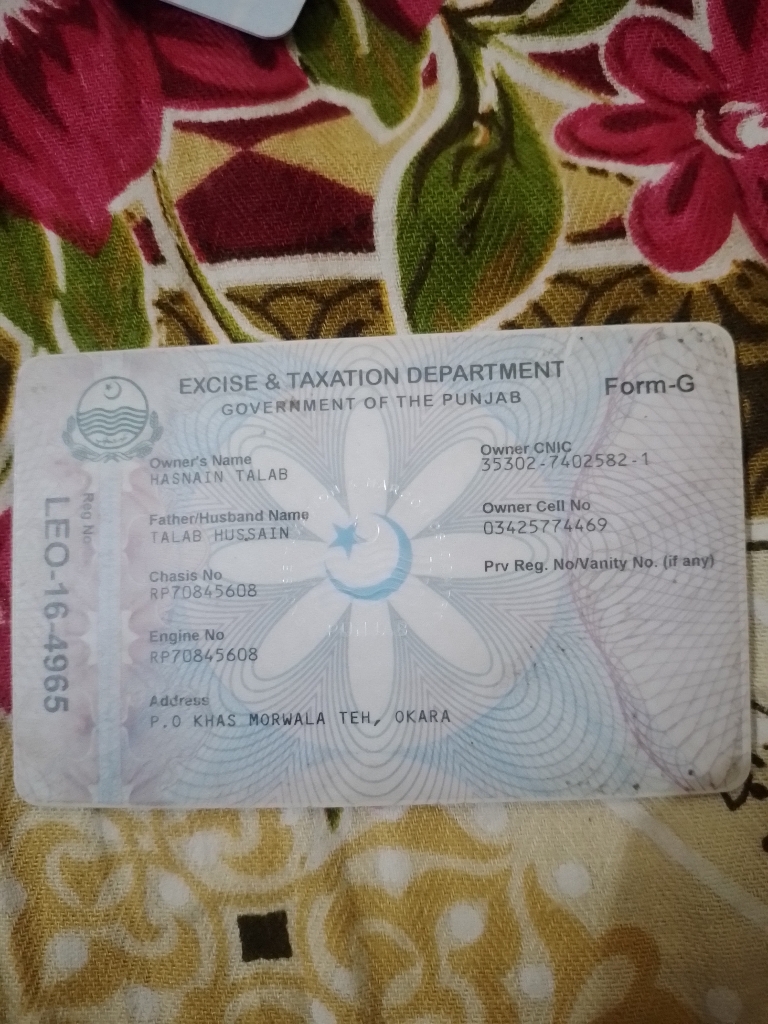 EXCISE & TAXATION DEPARTMENT
GOVERNMENT OF THE PUNJAB
Form-G
Reg No.
LEO-16-4965
Owner's Name
HASNAIN TALAB
Father/Husband Name
TALAB HUSSAIN
Chasis No
RP70845608
Engine No
RP70845608
Address
P.O KHAS MORWALA TEH, OKARA
Owner CNIC
35302-7402582-1
Owner Cell No
03425774469
Prv Reg. No/Vanity No. (if any)
PUNJAB